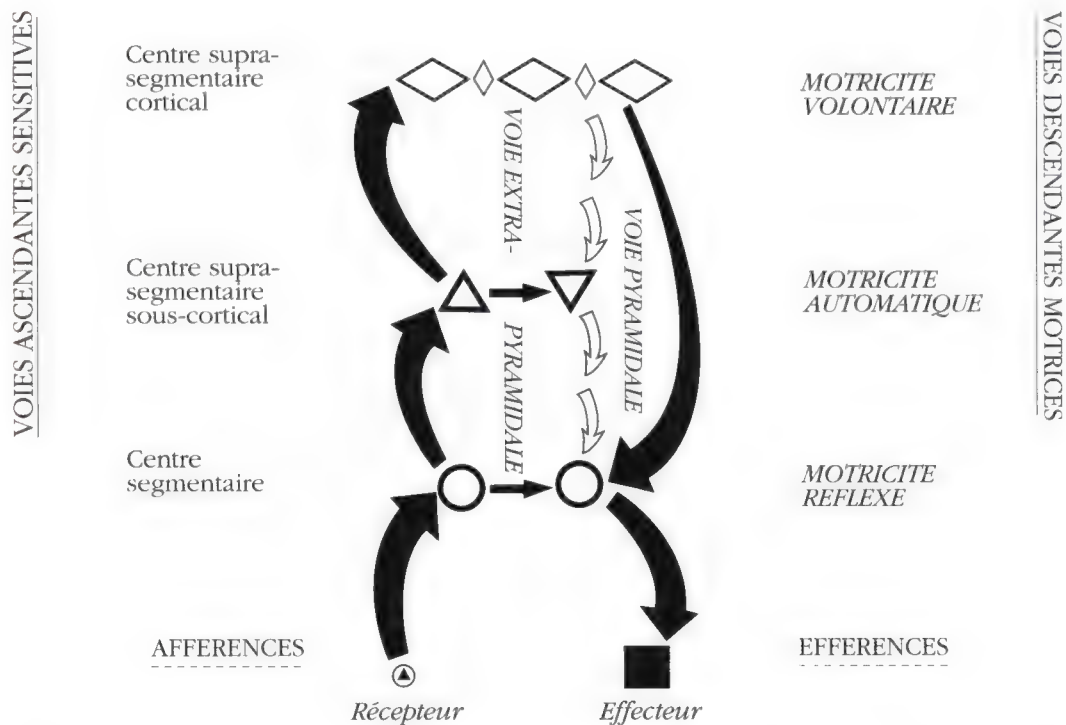 VOIES ASCENDANTES SENSITIVES
Centre supra-
segmentaire
cortical
MOTRICITE
VOLONTAIRE
VOIES DESCENDANTES MOTRICES
VOIE EXTRA-
PYRAMIDALE
VOIE PYRAMIDALE
Centre supra-
segmentaire
sous-cortical
MOTRICITE
AUTOMATIQUE
Centre
segmentaire
MOTRICITE
REFLEXE
AFFERENCES
EFFERENCES
Récepteur
Effecteur